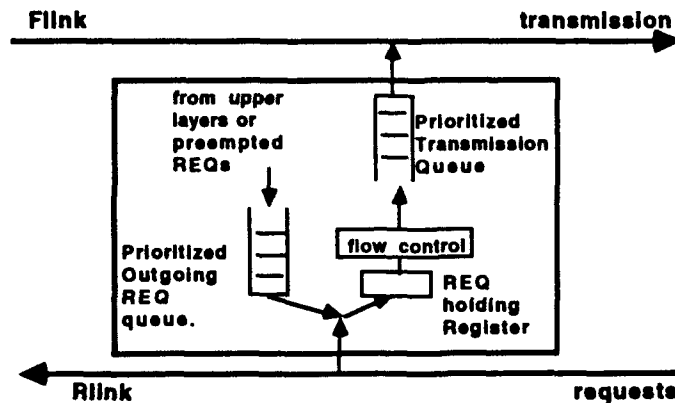 Flink transmission
from upper
layers or
preempted
REQs
Prioritized
Transmission
Queue
flow control
Prioritized
Outgoing
REQ
queue.
REQ
holding
Register
Rlink requests